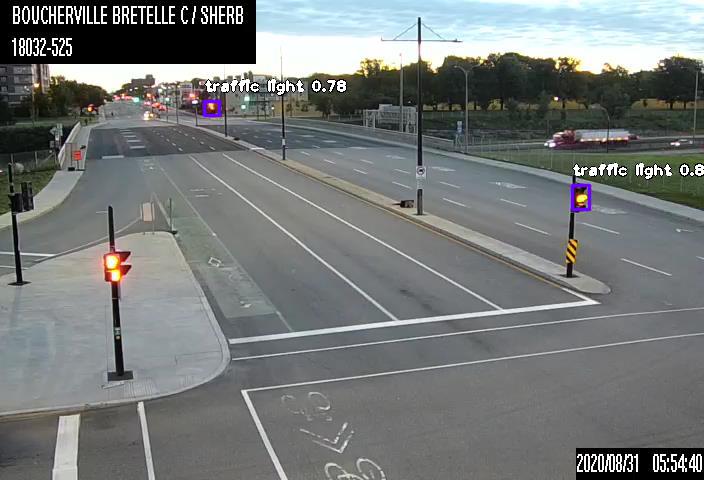 BOUCHERVILLE BRETELLE C / SHERB
18032-525
traffic light 0.78
traffic light 0.8
2020/08/31 05:54:40